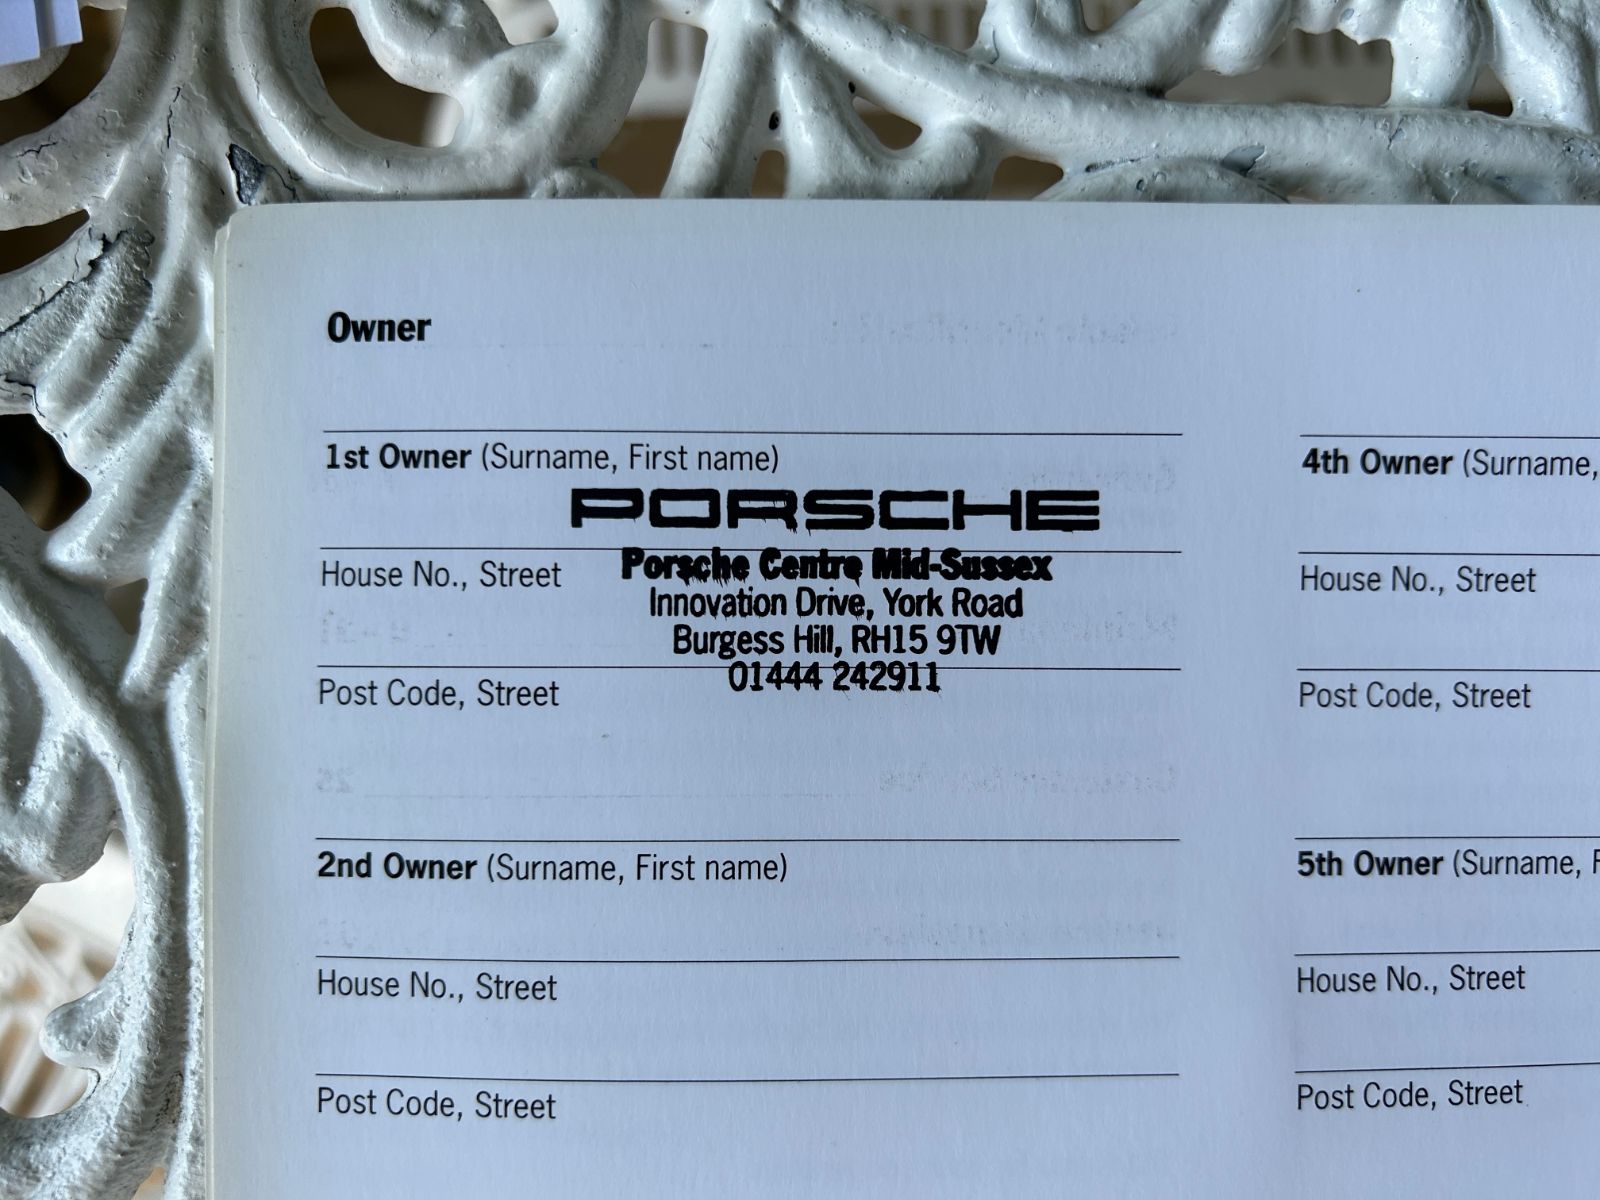 Owner
1st Owner (Surname, First name)
PORSCHE
Porsche Centre Mid-Sussex
House No., Street
Innovation Drive, York Road
Burgess Hill, RH15 9TW
01444 242911
Post Code, Street
2nd Owner (Surname, First name)
House No., Street
Post Code, Street
4th Owner (Surname,
House No., Street
Post Code, Street
5th Owner (Surname, F
House No., Street
Post Code, Street